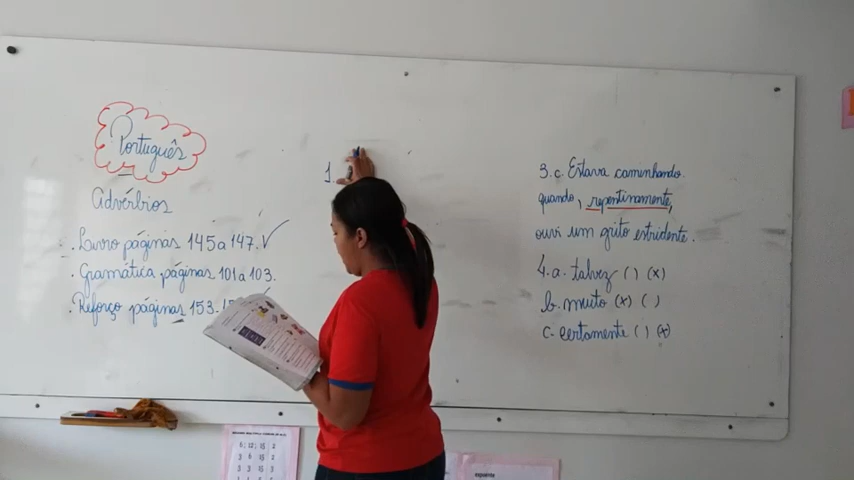 Português
Advérbios
. Livro páginas 145 a 147. ✓
. Gramática páginas 101 a 103.
. Reforço páginas 153.
1.
3. c. Estava caminhando
quando, repentinamente,
ouvi um grito estridente.
4. a. talvez ( ) (x)
b. muito (x) ( )
c. certamente ( ) (x)